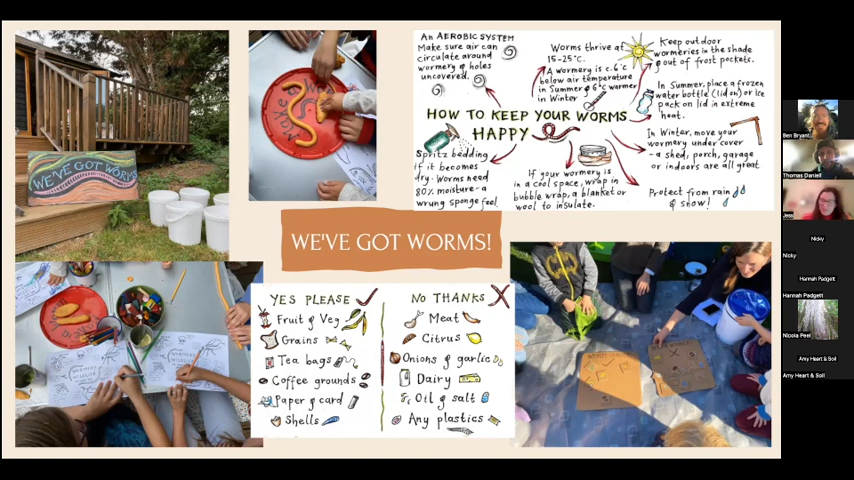 WE'VE GOT WORMS
An AEROBIC SYSTEM
Make sure air can
circulate around
wormery & holes
uncovered.
Worms thrive at
15-25°C.
A wormery is c.6°c
below air temperature
in Summer & 6°c warmer
in Winter
Keep outdoor
wormeries in the shade
& out of frost pockets.
In Summer, place a frozen
water bottle (lid on) or Ice
pack on lid in extreme
heat.
HOW TO KEEP YOUR WORMS
HAPPY
In Winter, move your
wormery under cover
- a shed, porch, garage
or indoors are all great
Spritz bedding
if it becomes
dry. Worms need
80% moisture - a
wrung sponge feel.
If your wormery is
in a cool space, wrap in
bubble wrap, a blanket or
wool to insulate.
Protect from rain
& snow!
WE'VE GOT WORMS!
YES PLEASE
Fruit & Veg
Grains
Tea bags
Coffee grounds
Paper & card
Shells
NO THANKS
Meat
Citrus
Onions & garlic
Dairy
Oil & salt
Any plastics
Ben Bryant
Thomas Daniell
Jess
Nicky
Nicky
Hannah Padgett
Hannah Padgett
Nicola Peel
Amy Heart & Soil
Amy Heart & Soil